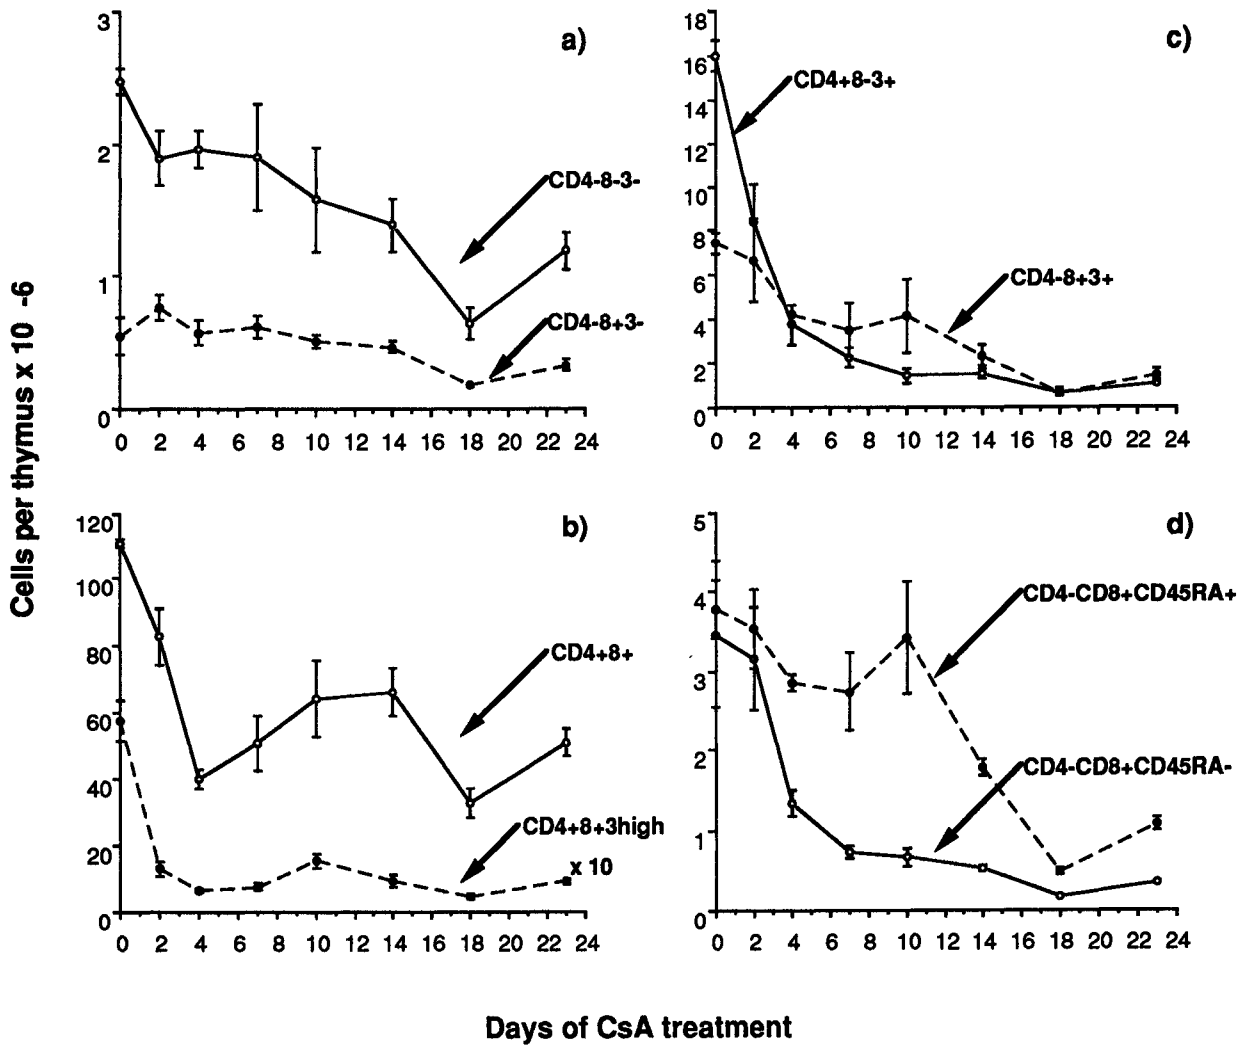 Cells per thymus x 10 -6
a)
3
2
1
0
0 2 4 6 8 10 12 14 16 18 20 22 24
CD4-8-3-
CD4-8+3-
c)
18
16
14
12
10
8
6
4
2
0
0 2 4 6 8 10 12 14 16 18 20 22 24
CD4+8-3+
CD4-8+3+
b)
120
100
80
60
40
20
0
0 2 4 6 8 10 12 14 16 18 20 22 24
CD4+8+
CD4+8+3high
x 10
d)
5
4
3
2
1
0
0 2 4 6 8 10 12 14 16 18 20 22 24
CD4-CD8+CD45RA+
CD4-CD8+CD45RA-
Days of CsA treatment